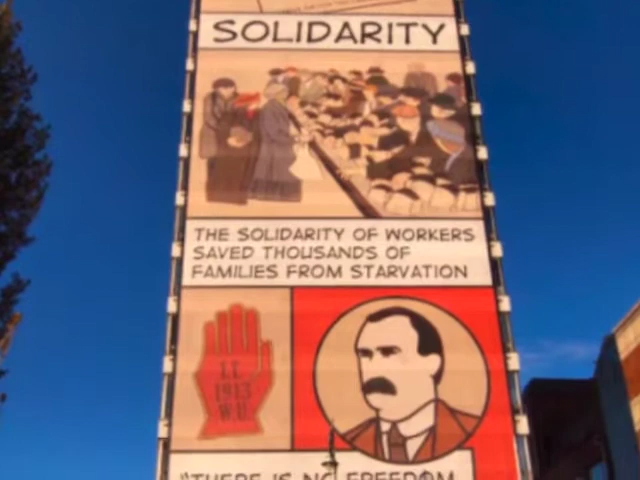 SOLIDARITY
THE SOLIDARITY OF WORKERS
SAVED THOUSANDS OF
FAMILIES FROM STARVATION
I.T.
1913
W.U.
"THERE IS NO FREEDOM